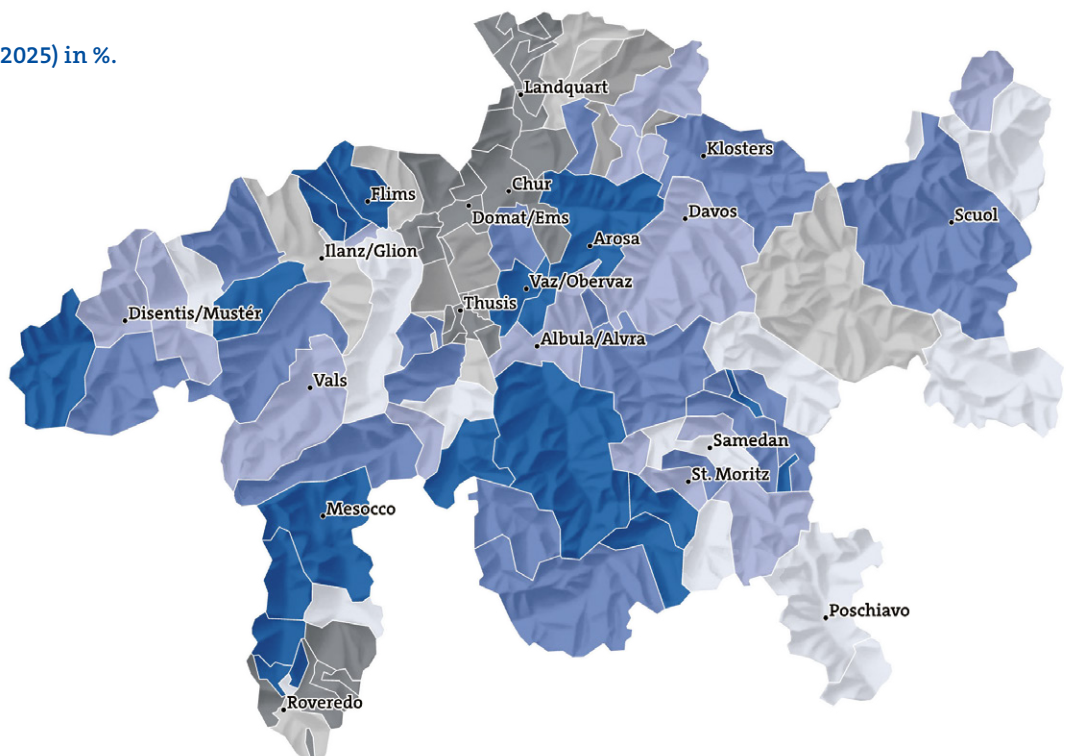 2025) in %.
Landquart
Klosters
Flims
Chur
Domat/Ems
Davos
Scuol
Arosa
Ilanz/Glion
Vaz/Obervaz
Thusis
Disentis/Mustér
Albula/Alvra
Vals
Samedan
St. Moritz
Mesocco
Poschiavo
Roveredo